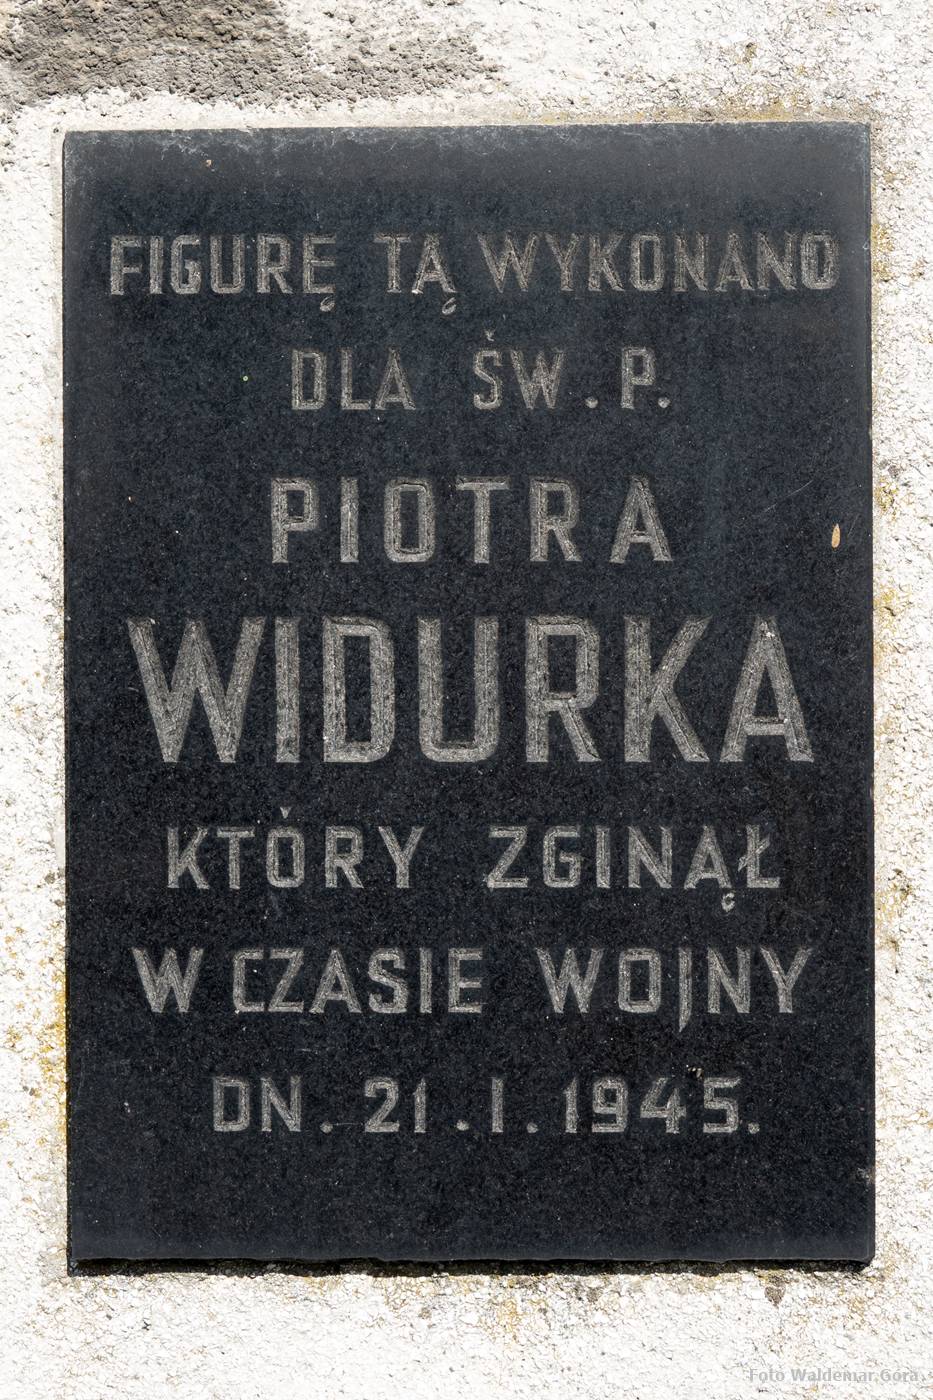 FIGURĘ TĄ WYKONANO
DLA ŚW. P.
PIOTRA
WIDURKA
KTÓRY ZGINĄŁ
W CZASIE WOJNY
DN. 21.I.1945.
Foto Waldemar Góra